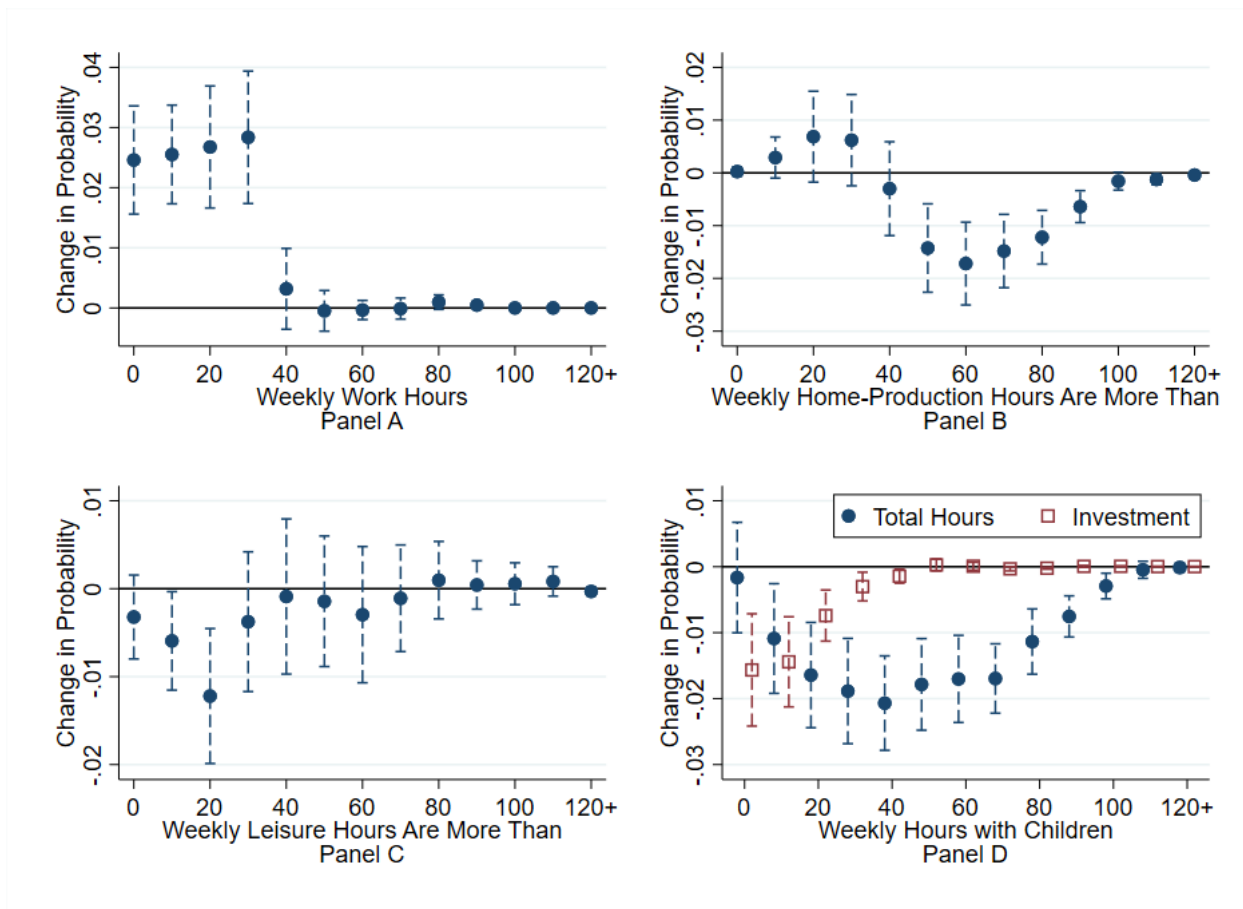 Change in Probability
.04
.03
.02
.01
0
0 20 40 60 80 100 120+
Weekly Work Hours
Panel A
Change in Probability
.02
.01
0
-.01
-.02
-.03
0 20 40 60 80 100 120+
Weekly Home-Production Hours Are More Than
Panel B
Change in Probability
.01
0
-.01
-.02
0 20 40 60 80 100 120+
Weekly Leisure Hours Are More Than
Panel C
Change in Probability
.01
0
-.01
-.02
-.03
Total Hours Investment
0 20 40 60 80 100 120+
Weekly Hours with Children
Panel D